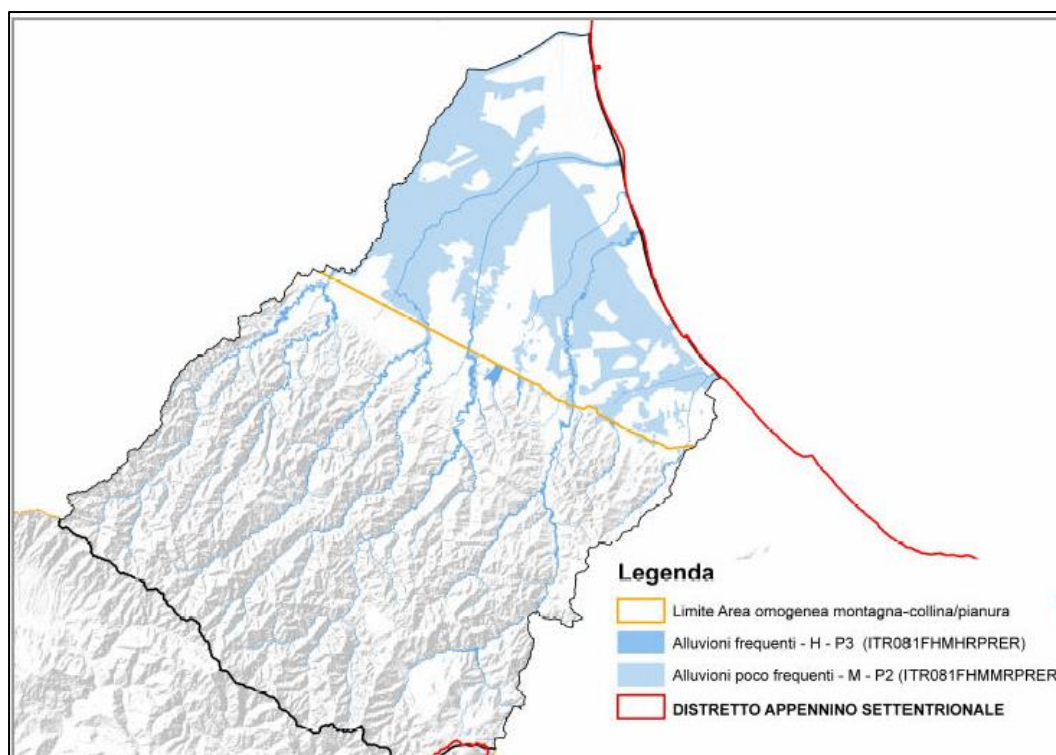 Legenda
Limite Area omogenea montagna-collina/pianura
Alluvioni frequenti - H - P3 (ITR081FHMHRPRER)
Alluvioni poco frequenti - M - P2 (ITR081FHMMRPRER
DISTRETTO APPENNINO SETTENTRIONALE